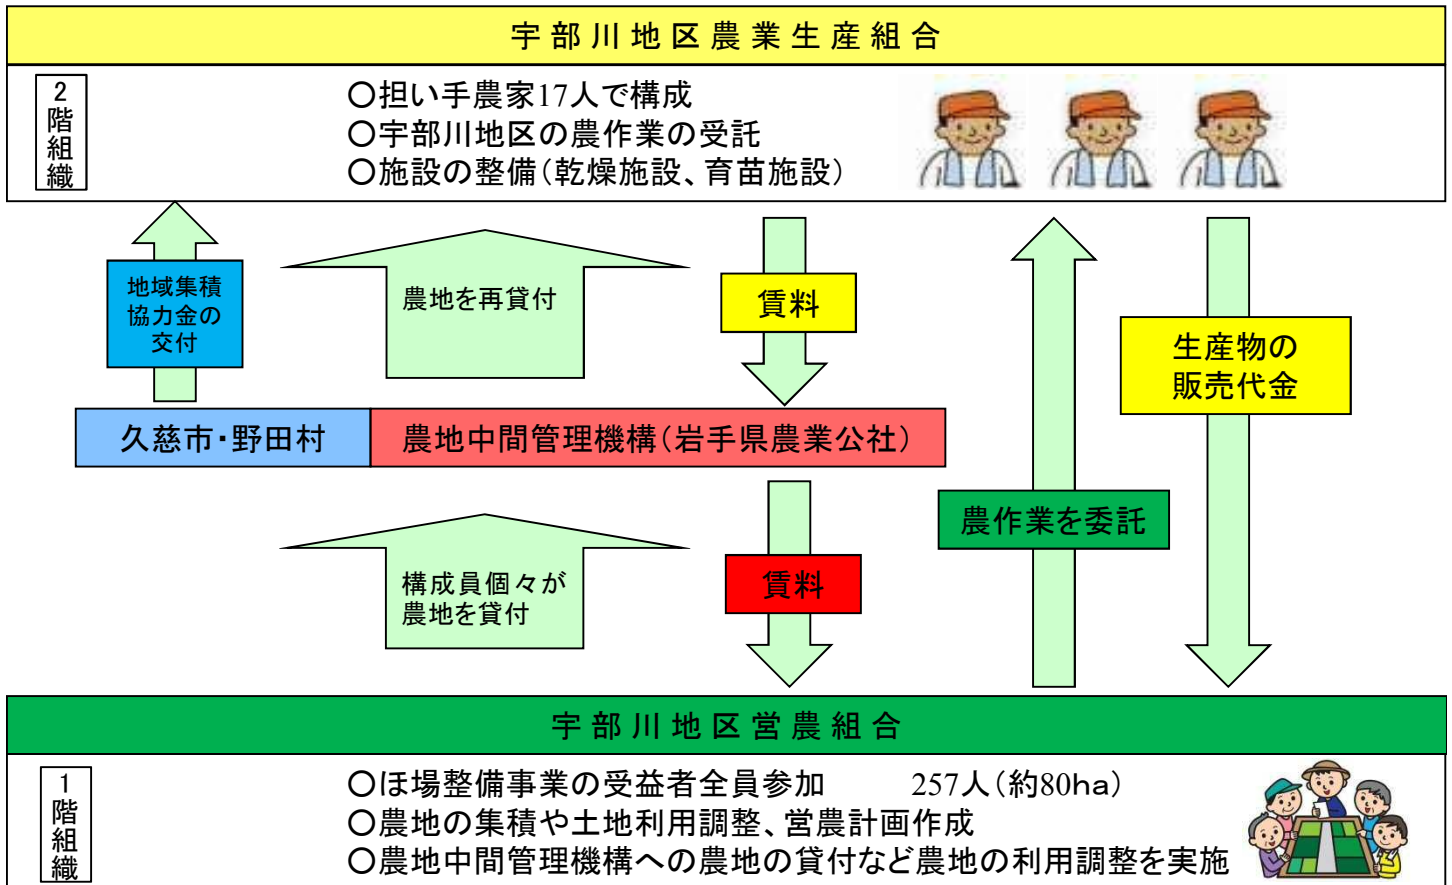 宇部川地区農業生産組合
2階組織
○担い手農家17人で構成
○宇部川地区の農作業の受託
○施設の整備(乾燥施設、育苗施設)
地域集積
協力金の
交付
農地を再貸付
賃料
生産物の
販売代金
久慈市・野田村
農地中間管理機構(岩手県農業公社)
農作業を委託
構成員個々が
農地を貸付
賃料
宇部川地区営農組合
1階組織
○ほ場整備事業の受益者全員参加 257人(約80ha)
○農地の集積や土地利用調整、営農計画作成
○農地中間管理機構への農地の貸付など農地の利用調整を実施